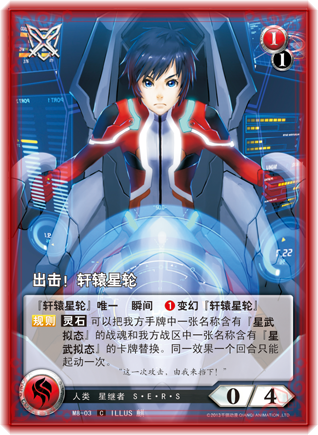 1
1
出击！轩辕星轮
『轩辕星轮』唯一 瞬间 1变幻『轩辕星轮』
规则 灵石 可以把我方手牌中一张名称含有『星武
拟态』的战魂和我方战区中一张名称含有『星
武拟态』的卡牌替换。同一效果一个回合只能
起动一次。
"这一次攻击，由我来挡下！"
人类 星继者 S·E·R·S
0/4
M8-03 C ILLUS